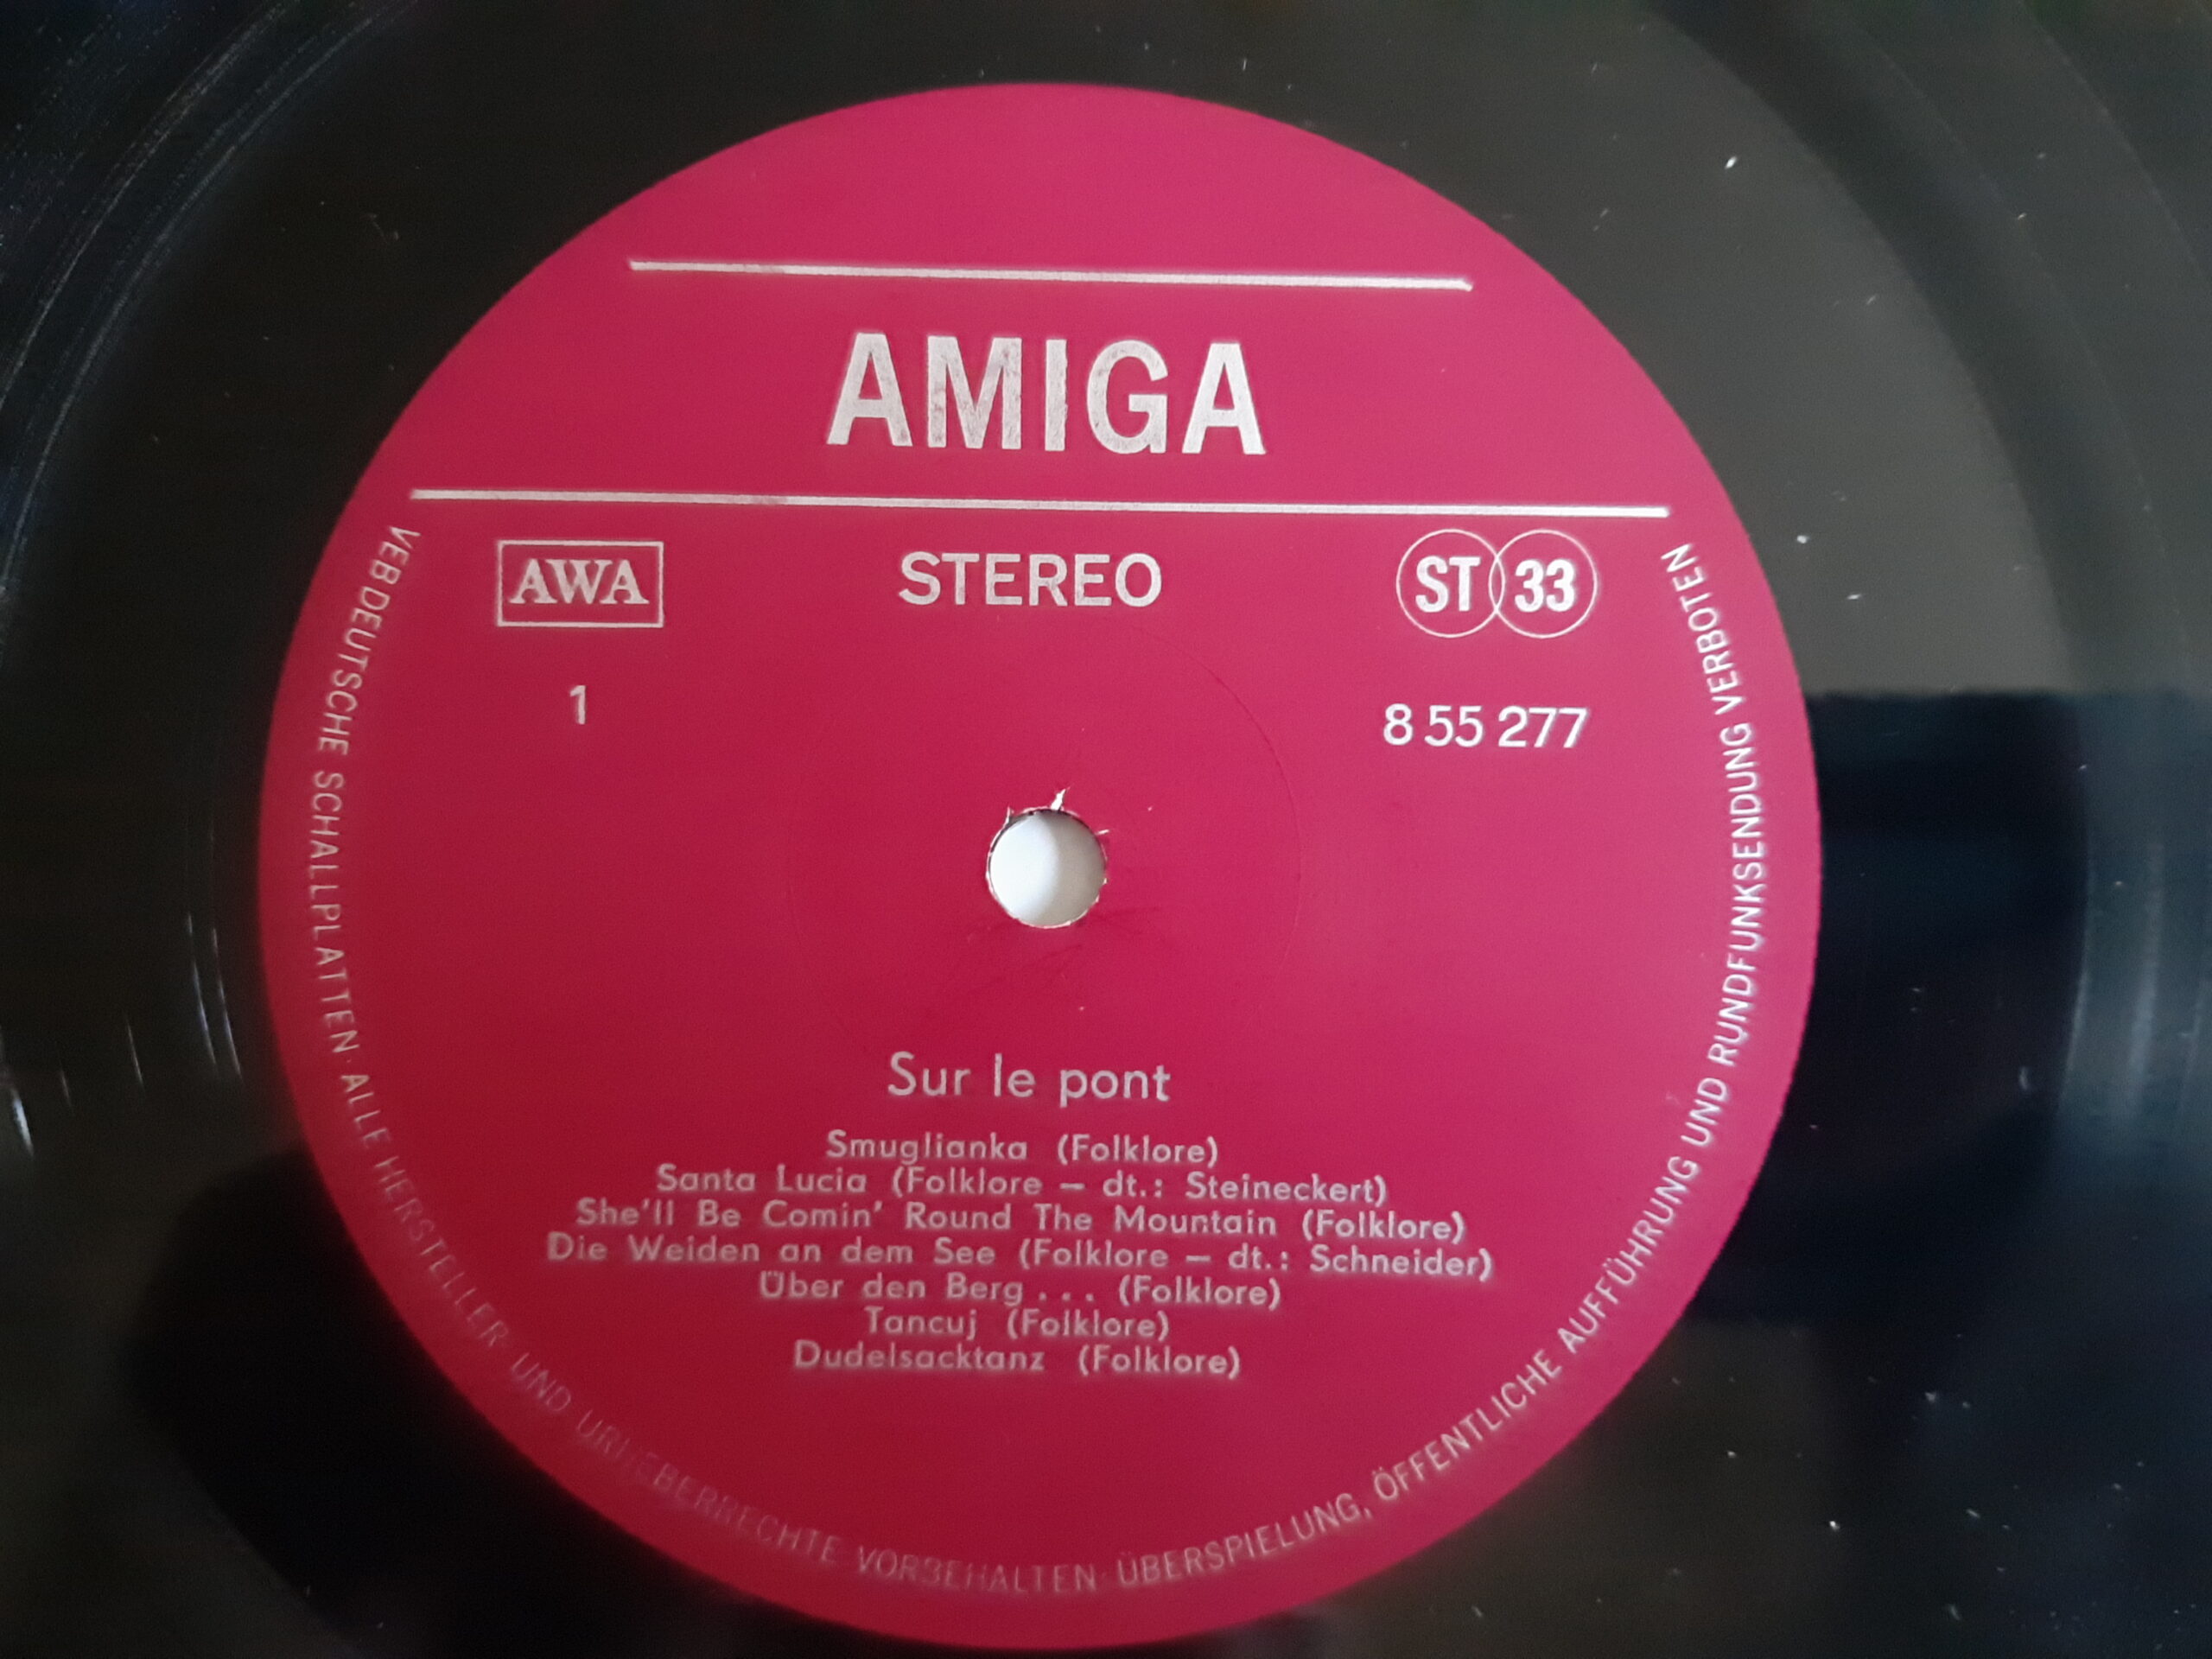 AMIGA
AWA
STEREO
ST 33
1
8 55 277
Sur le pont
Smuglianka (Folklore)
Santa Lucia (Folklore – dt.: Steineckert)
She'll Be Comin' Round The Mountain (Folklore)
Die Weiden an dem See (Folklore – dt.: Schneider)
Über den Berg... (Folklore)
Tancuj (Folklore)
Dudelsacktanz (Folklore)
VEB DEUTSCHE SCHALLPLATTEN · ALLE HERSTELLER UND URHEBERRECHTE VORBEHALTEN · ÜBERSPIELUNG, ÖFFENTLICHE AUFFÜHRUNG UND RUNDFUNKSENDUNG VERBOTEN